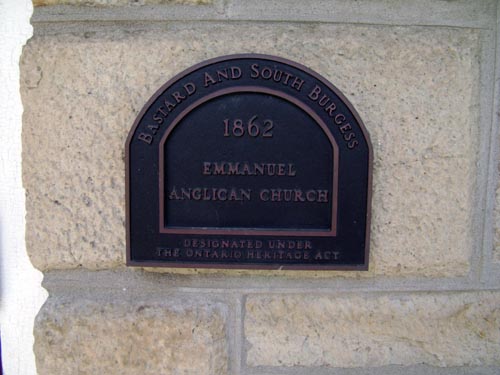 BASTARD AND SOUTH BURGESS
1862
EMMANUEL
ANGLICAN CHURCH
DESIGNATED UNDER
THE ONTARIO HERITAGE ACT